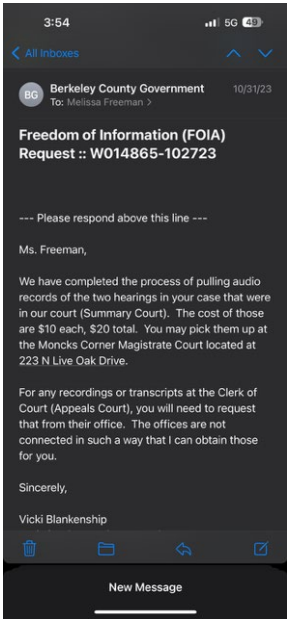 3:54
5G 49
All Inboxes
BG
Berkeley County Government 10/31/23
To: Melissa Freeman
Freedom of Information (FOIA)
Request :: W014865-102723
--- Please respond above this line ---
Ms. Freeman,
We have completed the process of pulling audio
records of the two hearings in your case that were
in our court (Summary Court). The cost of those
are $10 each, $20 total. You may pick them up at
the Moncks Corner Magistrate Court located at
223 N Live Oak Drive.
For any recordings or transcripts at the Clerk of
Court (Appeals Court), you will need to request
that from their office. The offices are not
connected in such a way that I can obtain those
for you.
Sincerely,
Vicki Blankenship
New Message